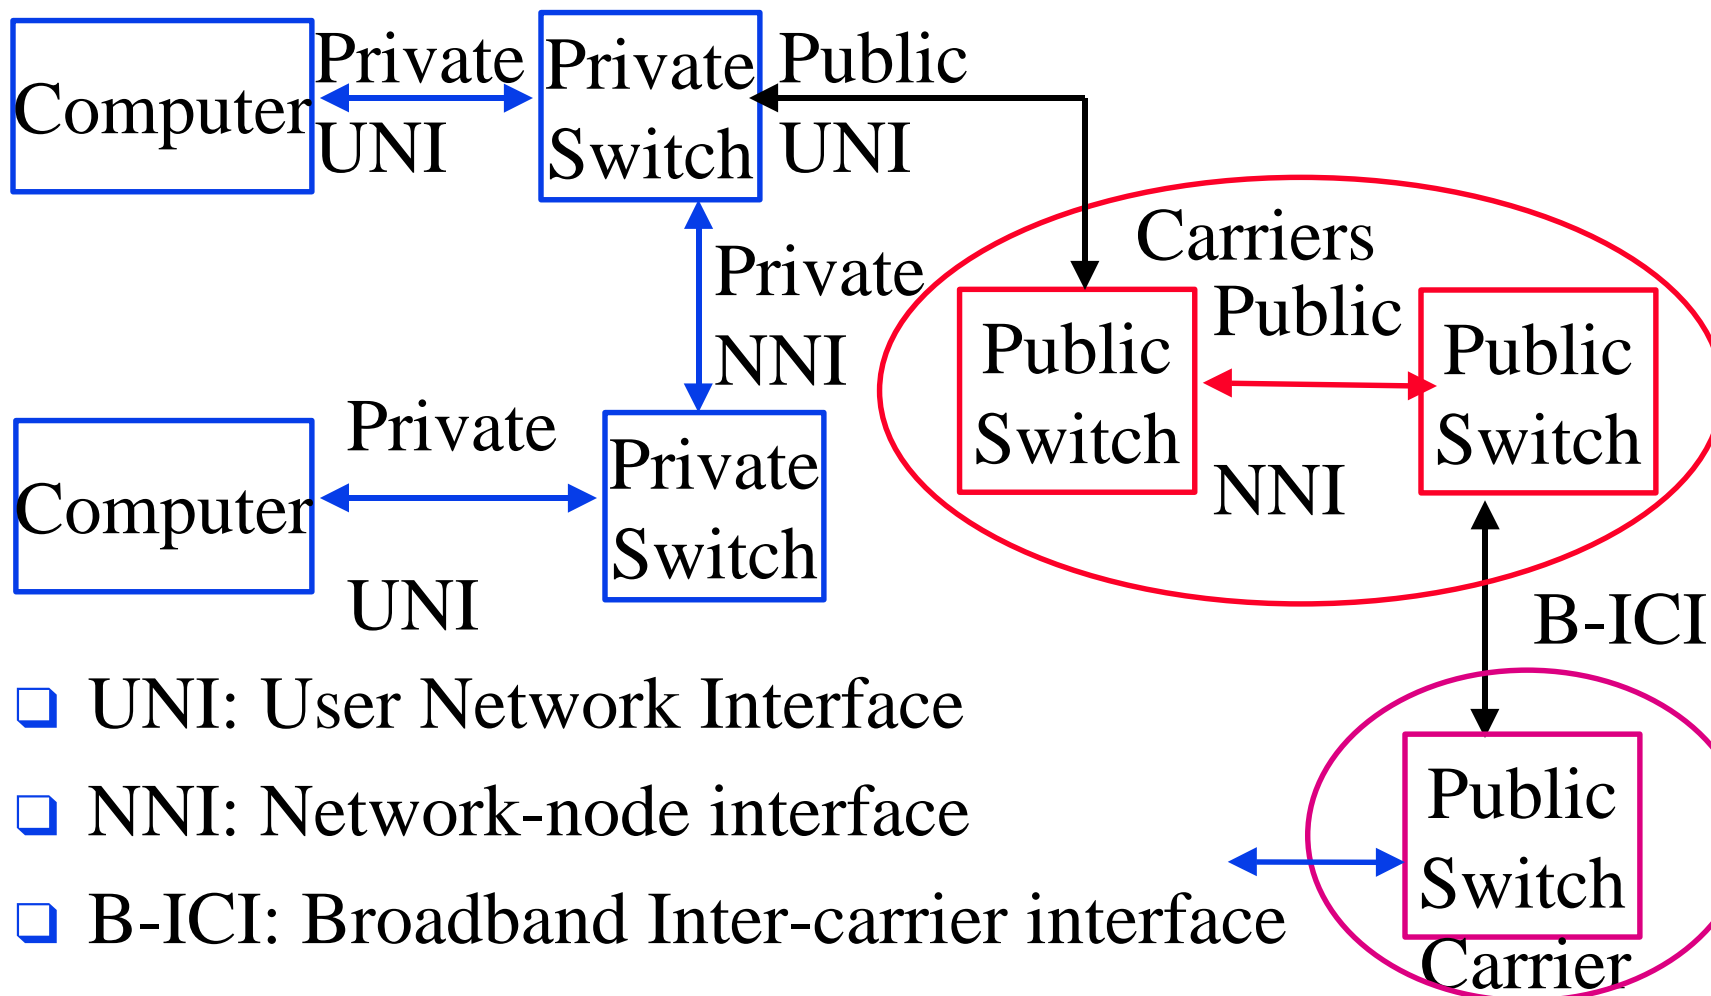 Computer
Private
UNI
Private
Switch
Public
UNI
Private
NNI
Carriers
Public
Switch
Public
NNI
Public
Switch
Computer
Private
UNI
Private
Switch
B-ICI
UNI: User Network Interface
NNI: Network-node interface
B-ICI: Broadband Inter-carrier interface
Public
Switch
Carrier